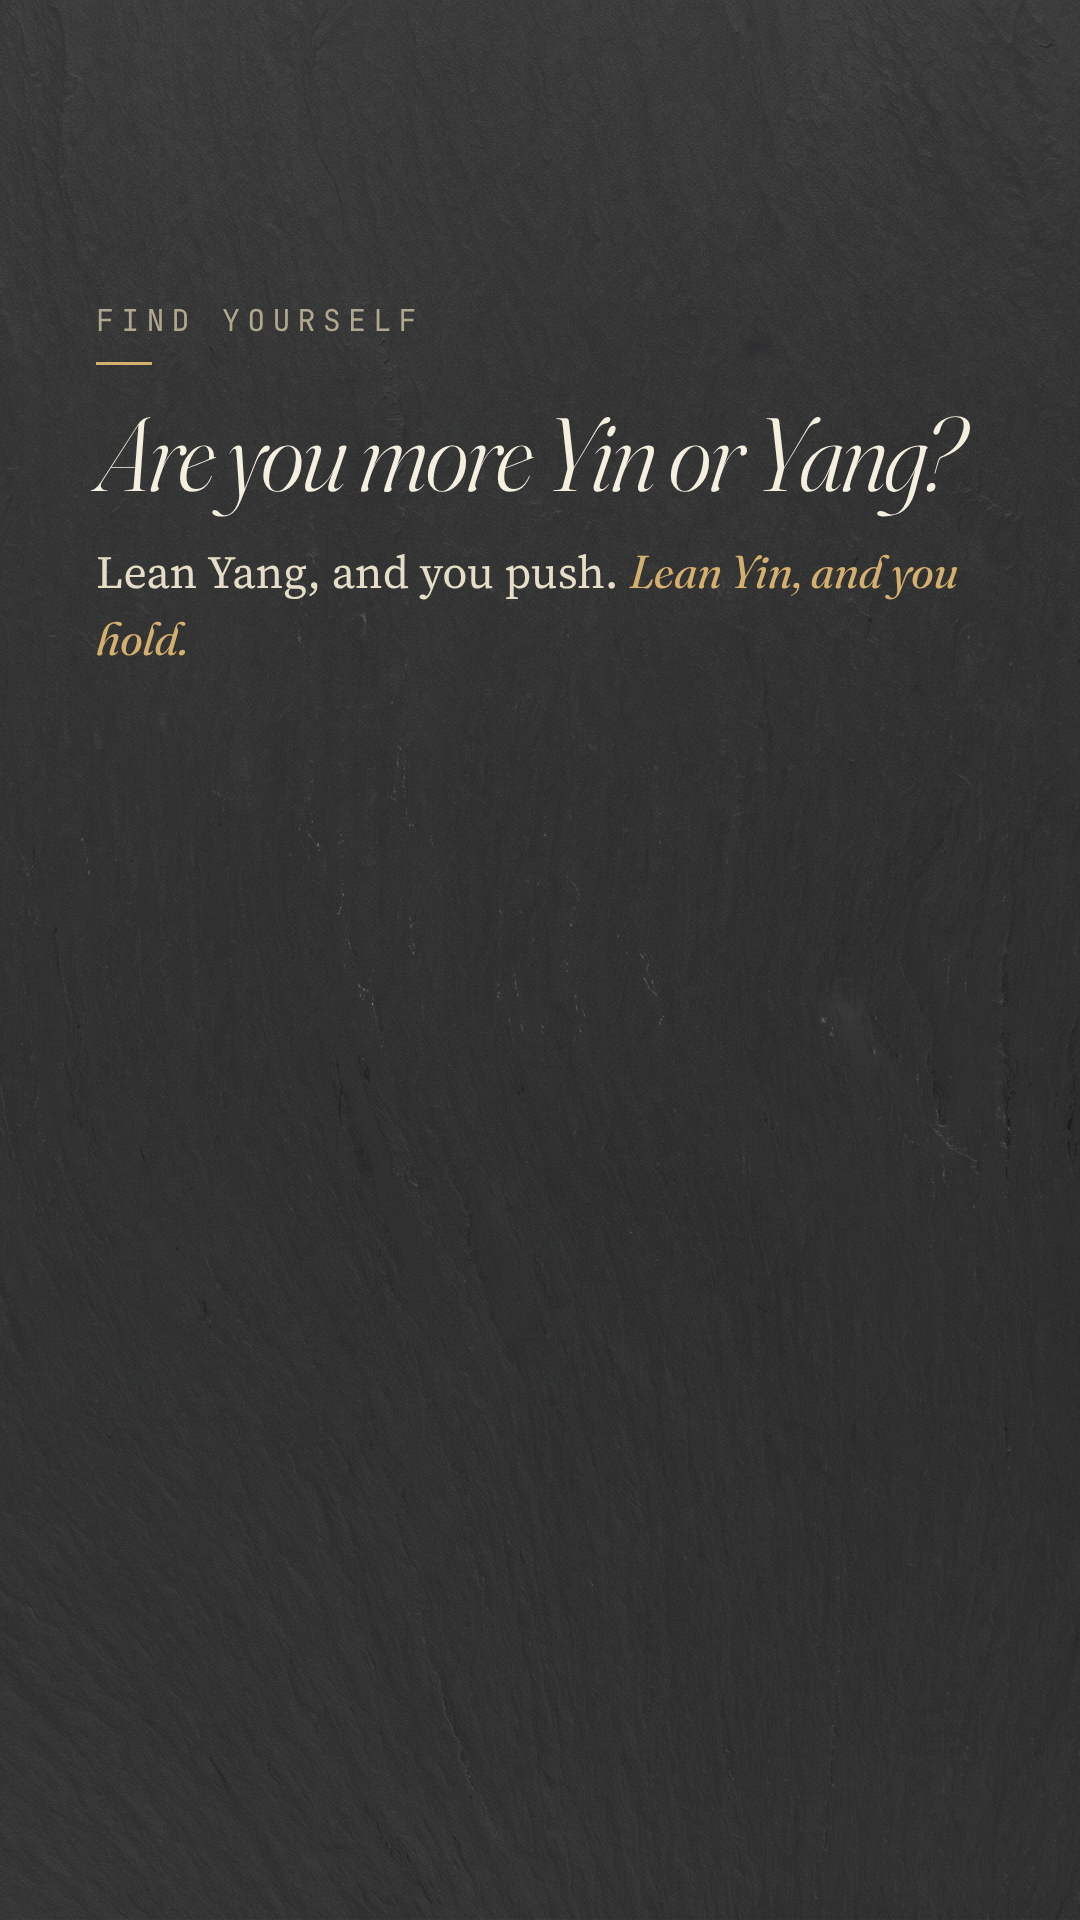 FIND YOURSELF
Are you more Yin or Yang?
Lean Yang, and you push. Lean Yin, and you
hold.